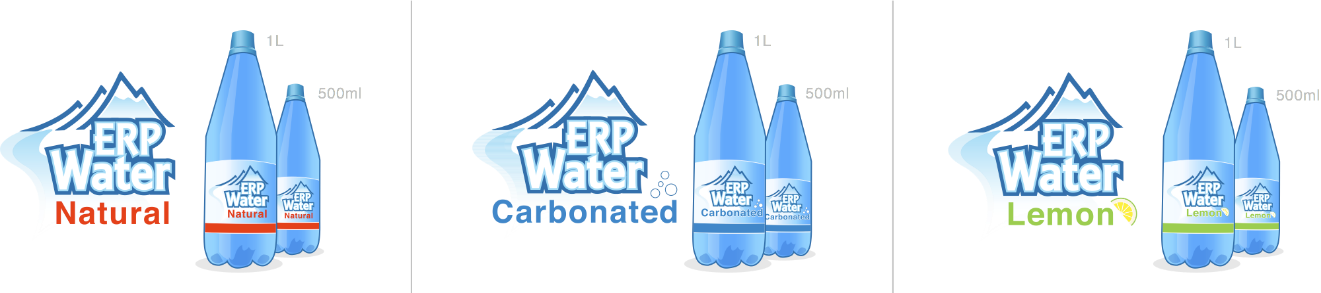 1L
500ml
ERP
Water
Natural
ERP
Water
Natural
ERP
Water
Natural
1L
500ml
ERP
Water
Carbonated
ERP
Water
Carbonated
ERP
Water
Carbonated
1L
500ml
ERP
Water
Lemon
ERP
Water
Lemon
ERP
Water
Lemon